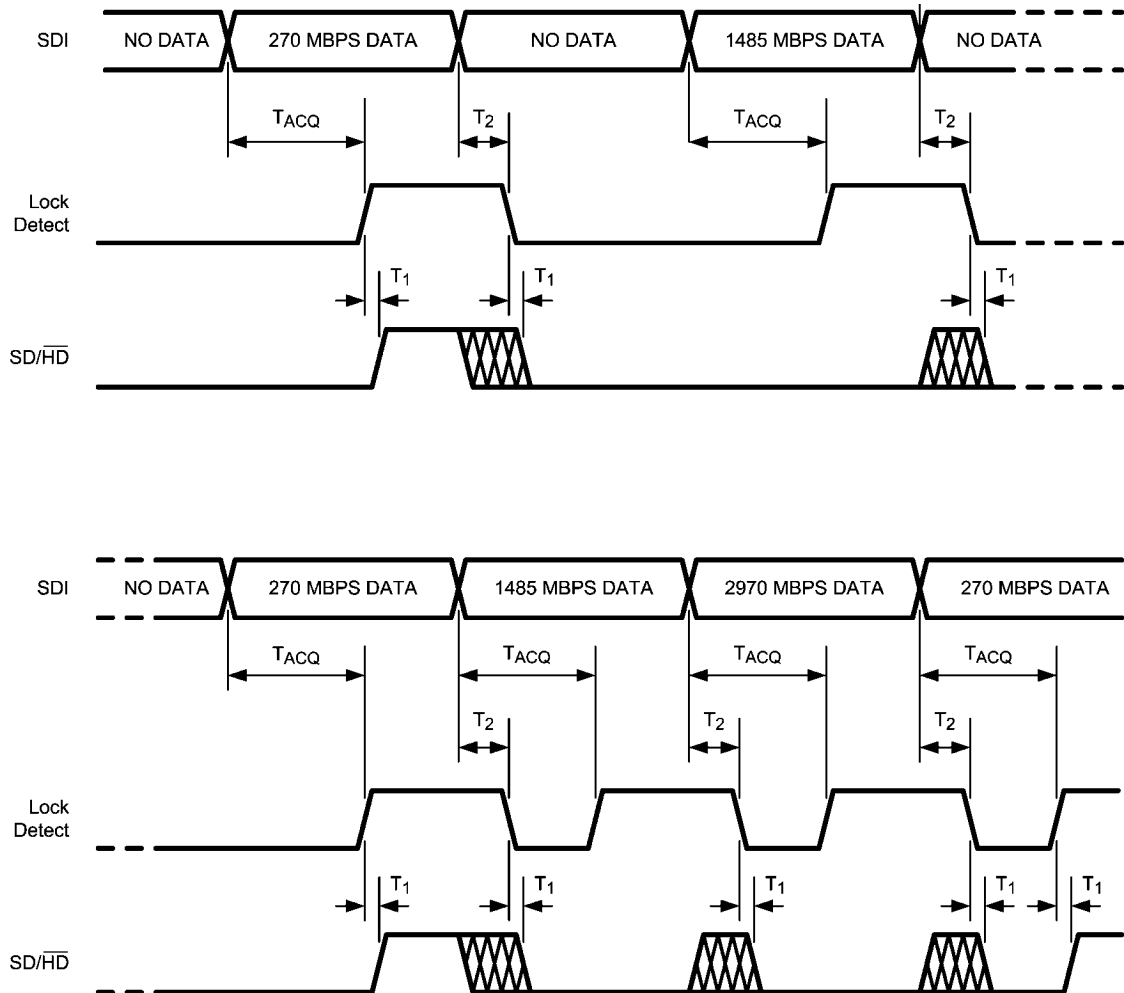 SDI NO DATA 270 MBPS DATA NO DATA 1485 MBPS DATA NO DATA
TACQ T2 TACQ T2
Lock
Detect
T1 T1 T1
SD/H̅D̅
SDI NO DATA 270 MBPS DATA 1485 MBPS DATA 2970 MBPS DATA 270 MBPS DATA
TACQ TACQ TACQ TACQ
T2 T2 T2
Lock
Detect
T1 T1 T1 T1 T1
SD/H̅D̅